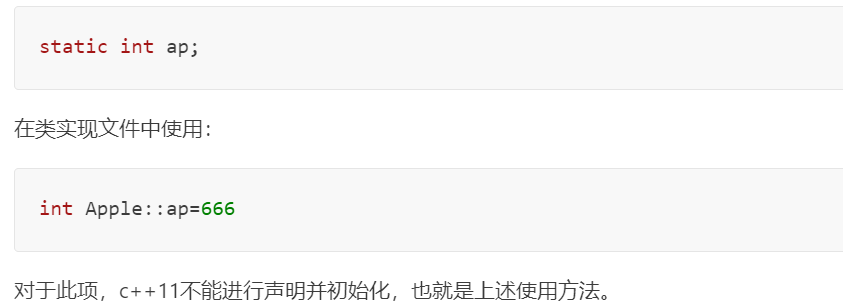 static int ap;
在类实现文件中使用：
int Apple::ap=666
对于此项，c++11不能进行声明并初始化，也就是上述使用方法。